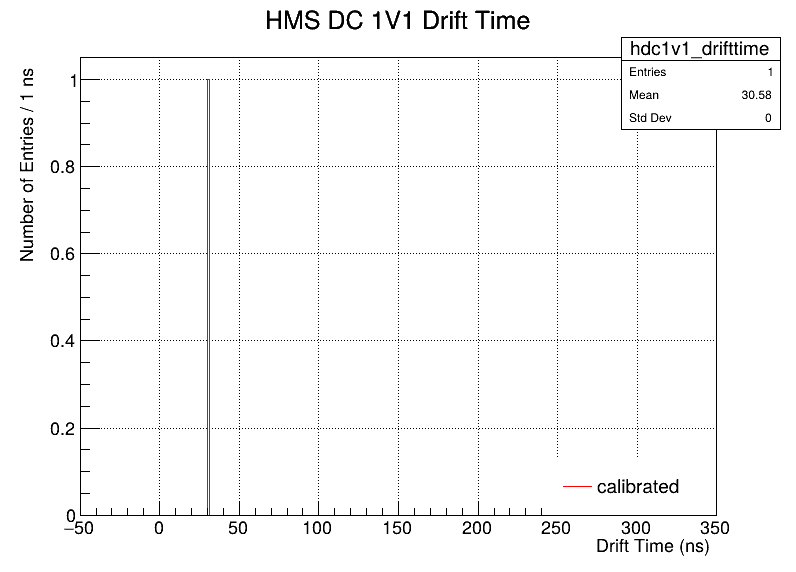 HMS DC 1V1 Drift Time
hdc1v1_drifttime
Entries 1
Mean 30.58
Std Dev 0
Number of Entries / 1 ns
1
0.8
0.6
0.4
0.2
0
−50 0 50 100 150 200 250 300 350
Drift Time (ns)
calibrated